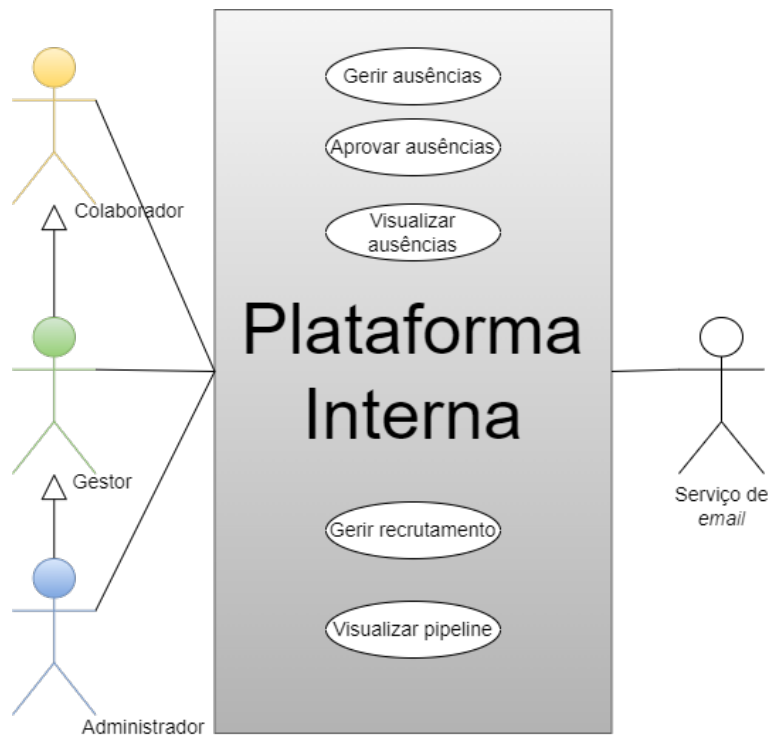 Gerir ausências
Aprovar ausências
Visualizar
ausências
Colaborador
Plataforma
Interna
Gestor
Serviço de
email
Gerir recrutamento
Visualizar pipeline
Administrador